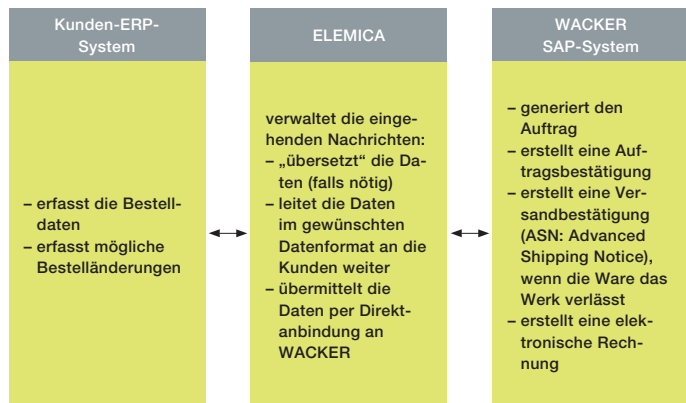 Kunden-ERP-
System
– erfasst die Bestell-
daten
– erfasst mögliche
Bestelländerungen
ELEMICA
verwaltet die einge-
henden Nachrichten:
– „übersetzt“ die Da-
ten (falls nötig)
– leitet die Daten
im gewünschten
Datenformat an die
Kunden weiter
– übermittelt die
Daten per Direkt-
anbindung an
WACKER
WACKER
SAP-System
– generiert den
Auftrag
– erstellt eine Auf-
tragsbestätigung
– erstellt eine Ver-
sandbestätigung
(ASN: Advanced
Shipping Notice),
wenn die Ware das
Werk verlässt
– erstellt eine elek-
tronische Rech-
nung